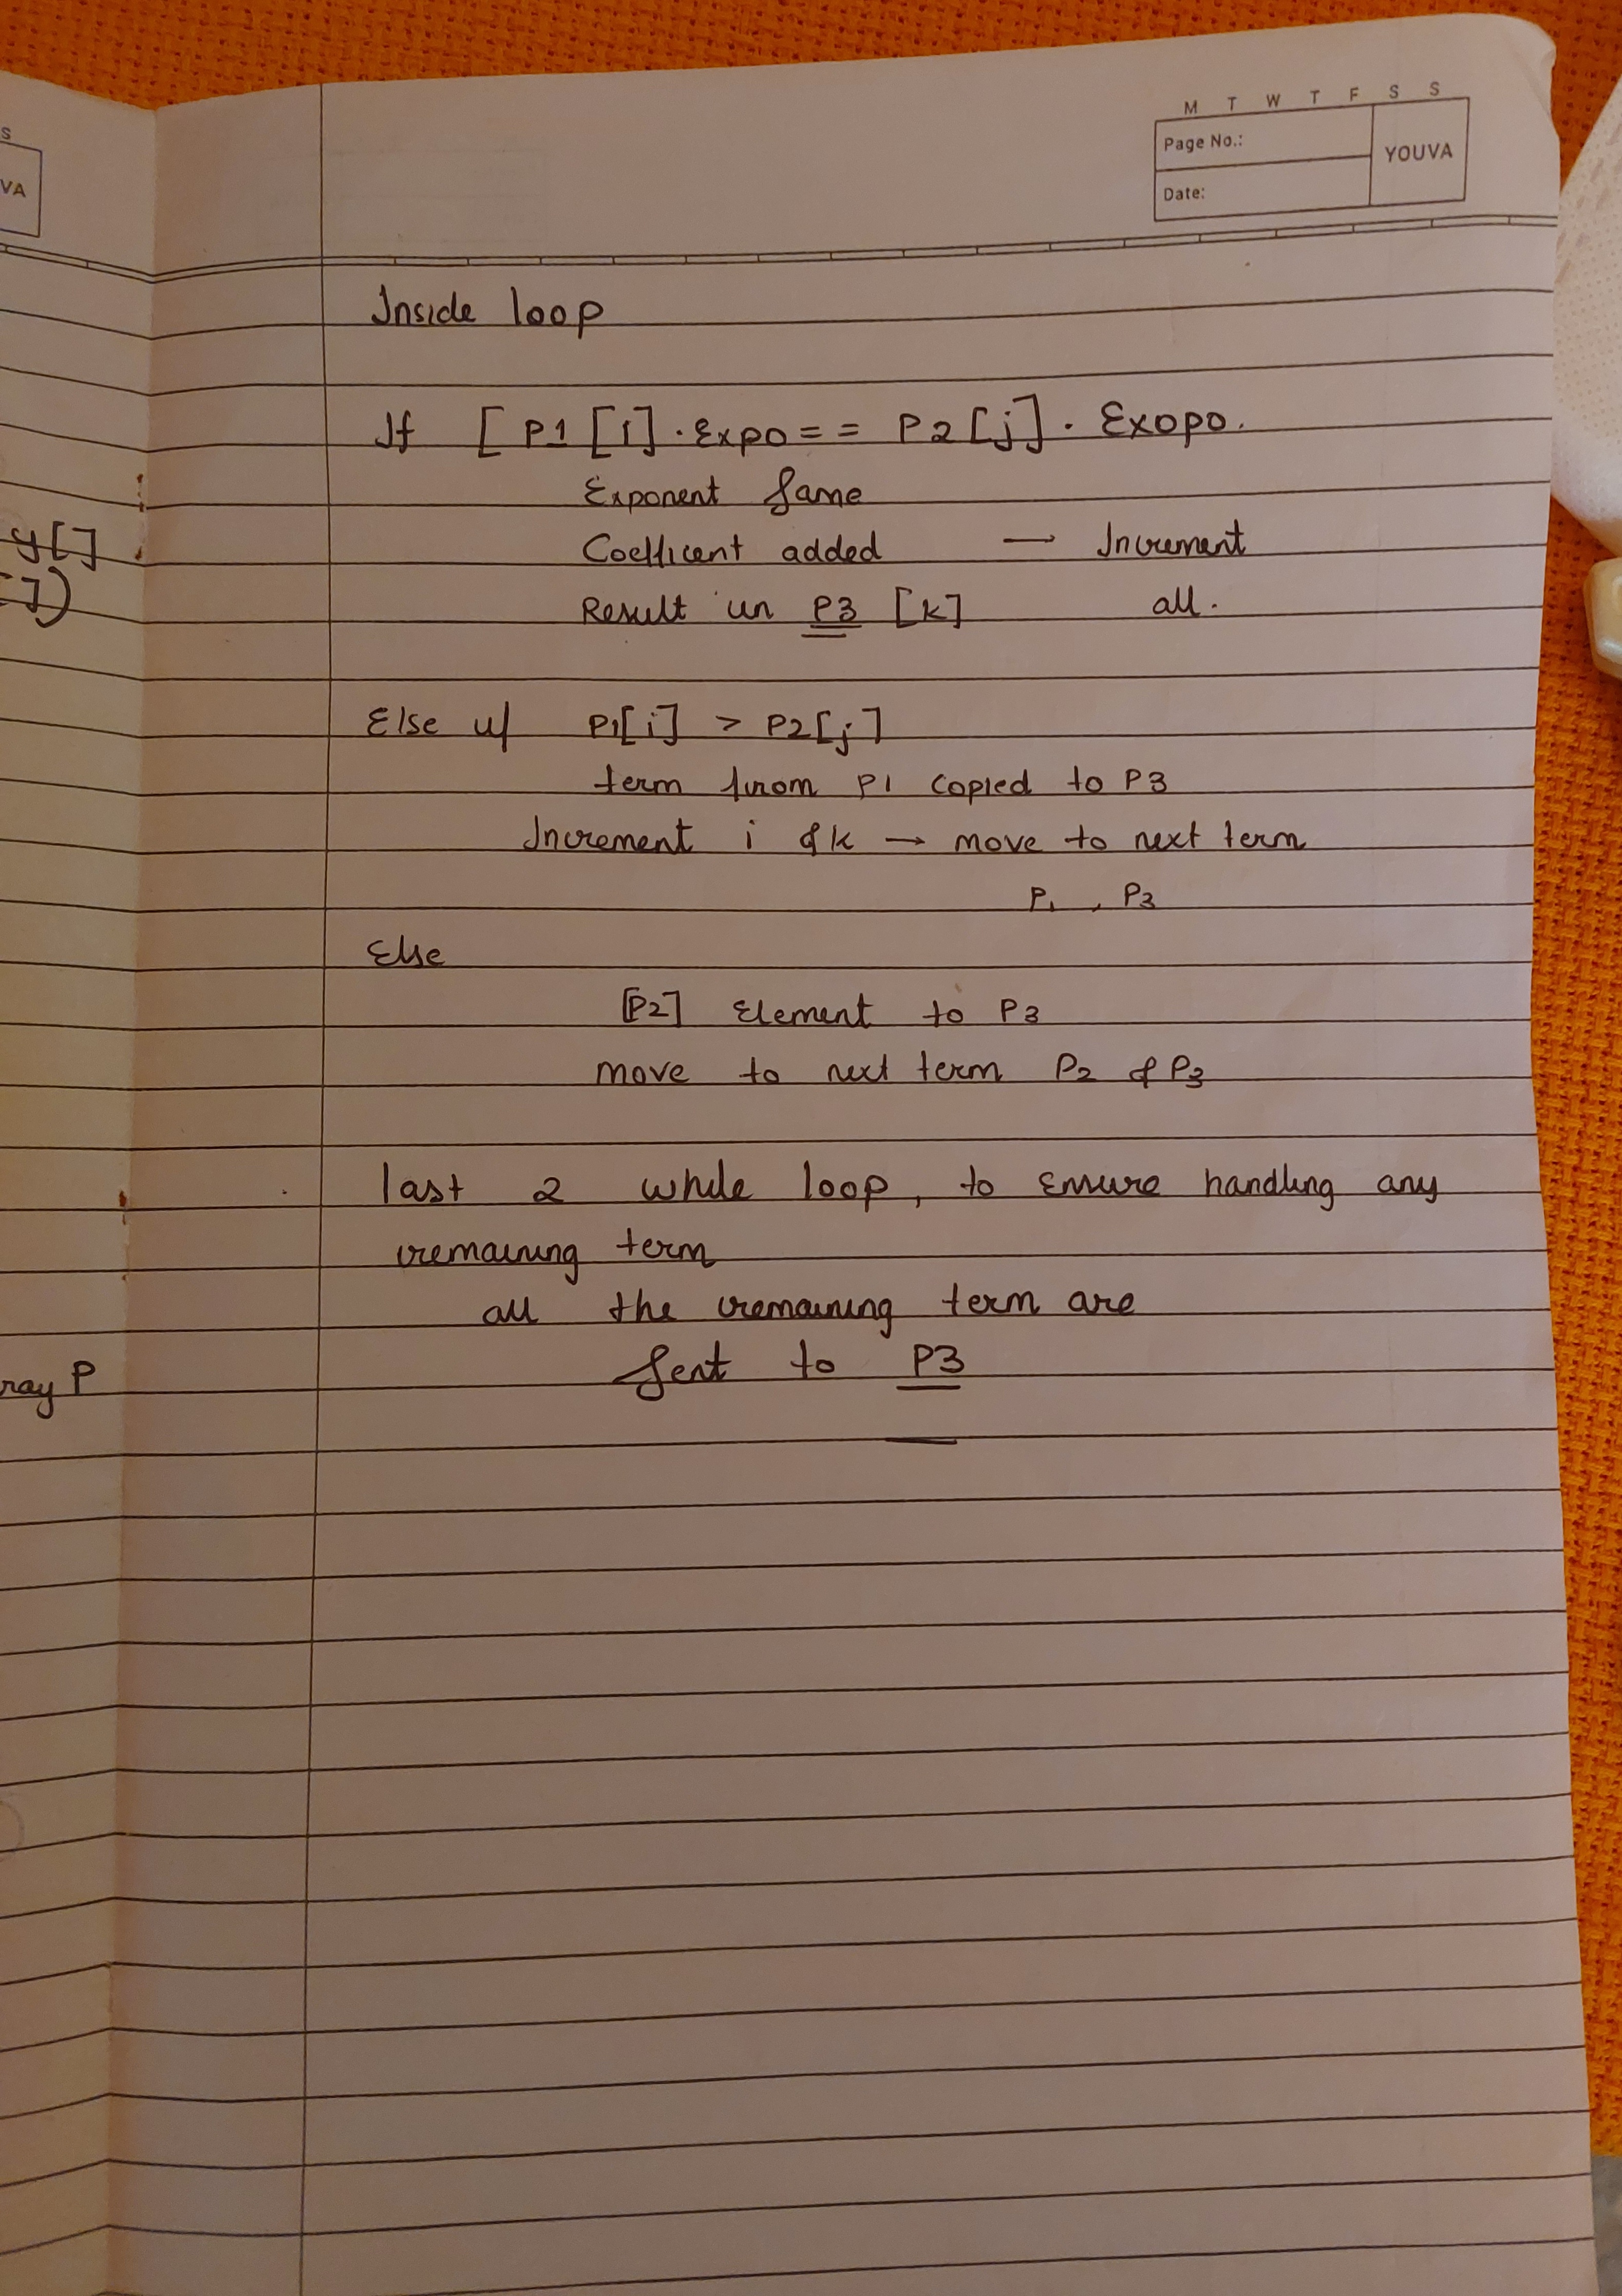 S
VA
y[]
:])
ray P
M T W T F S S
Page No.:
YOUVA
Date:
Inside loop
If [ P1 [i] . Expo == P2 [j] . Exopo.
Exponent Same
Coefficent added — Increment
Result in P3 [k] all.
Else if P1[i] > P2[j]
term from P1 copied to P3
Increment i & k → move to next term
P1 , P3
Else
[P2] Element to P3
move to next term P2 & P3
last 2 while loop, to ensure handling any
remaining term
all the remaining term are
Sent to P3